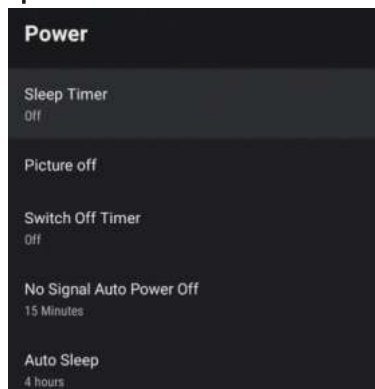 Power
Sleep Timer
Off
Picture off
Switch Off Timer
Off
No Signal Auto Power Off
15 Minutes
Auto Sleep
4 hours